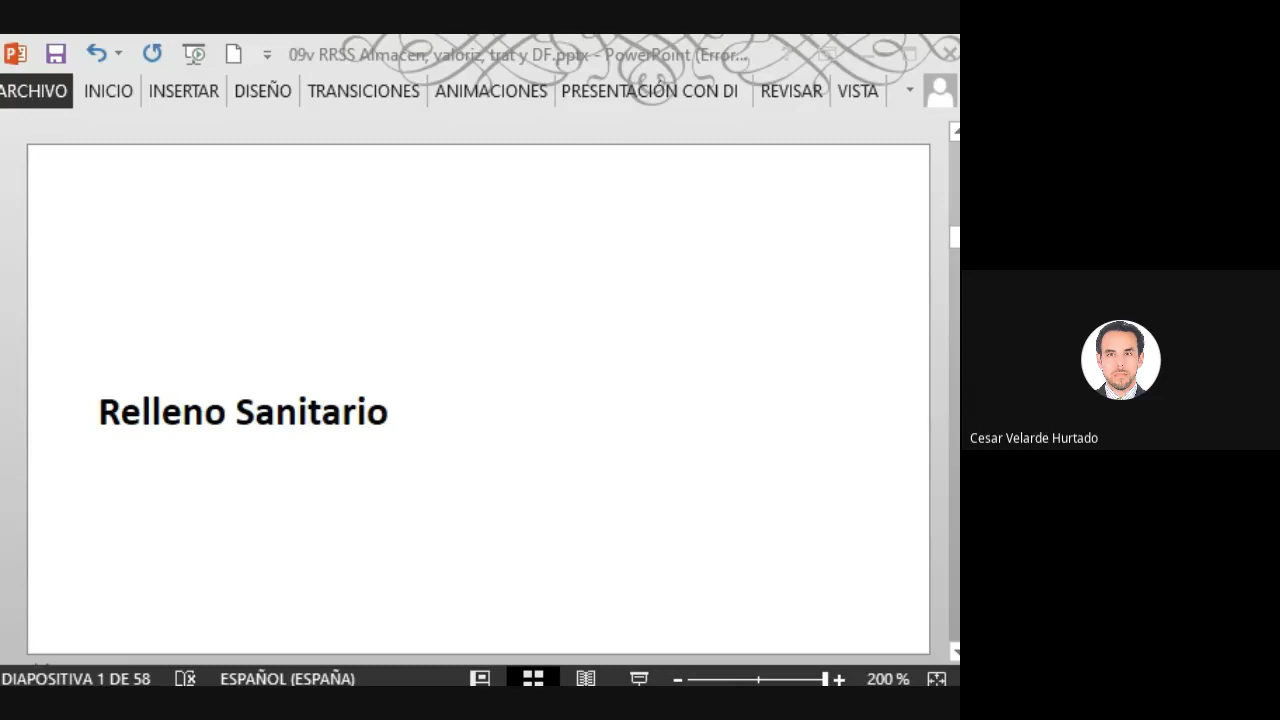 09v RRSS Almacen, valoriz, trat y DF.pptx - PowerPoint (Error...
ARCHIVO INICIO INSERTAR DISEÑO TRANSICIONES ANIMACIONES PRESENTACIÓN CON DI REVISAR VISTA
Relleno Sanitario
Cesar Velarde Hurtado
DIAPOSITIVA 1 DE 58 ESPAÑOL (ESPAÑA) 200 %